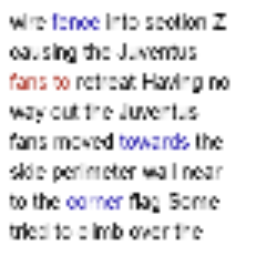 wire fence into section Z
causing the Juventus
fans to retreat Having no
way out the Juventus
fans moved towards the
side perimeter wall near
to the corner flag Some
tried to climb over the